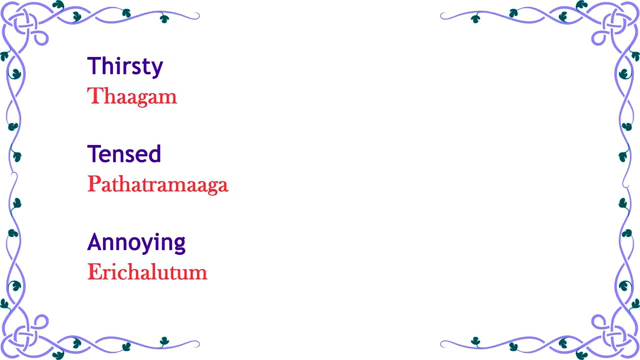 Thirsty
Thaagam
Tensed
Pathatramaaga
Annoying
Erichalutum